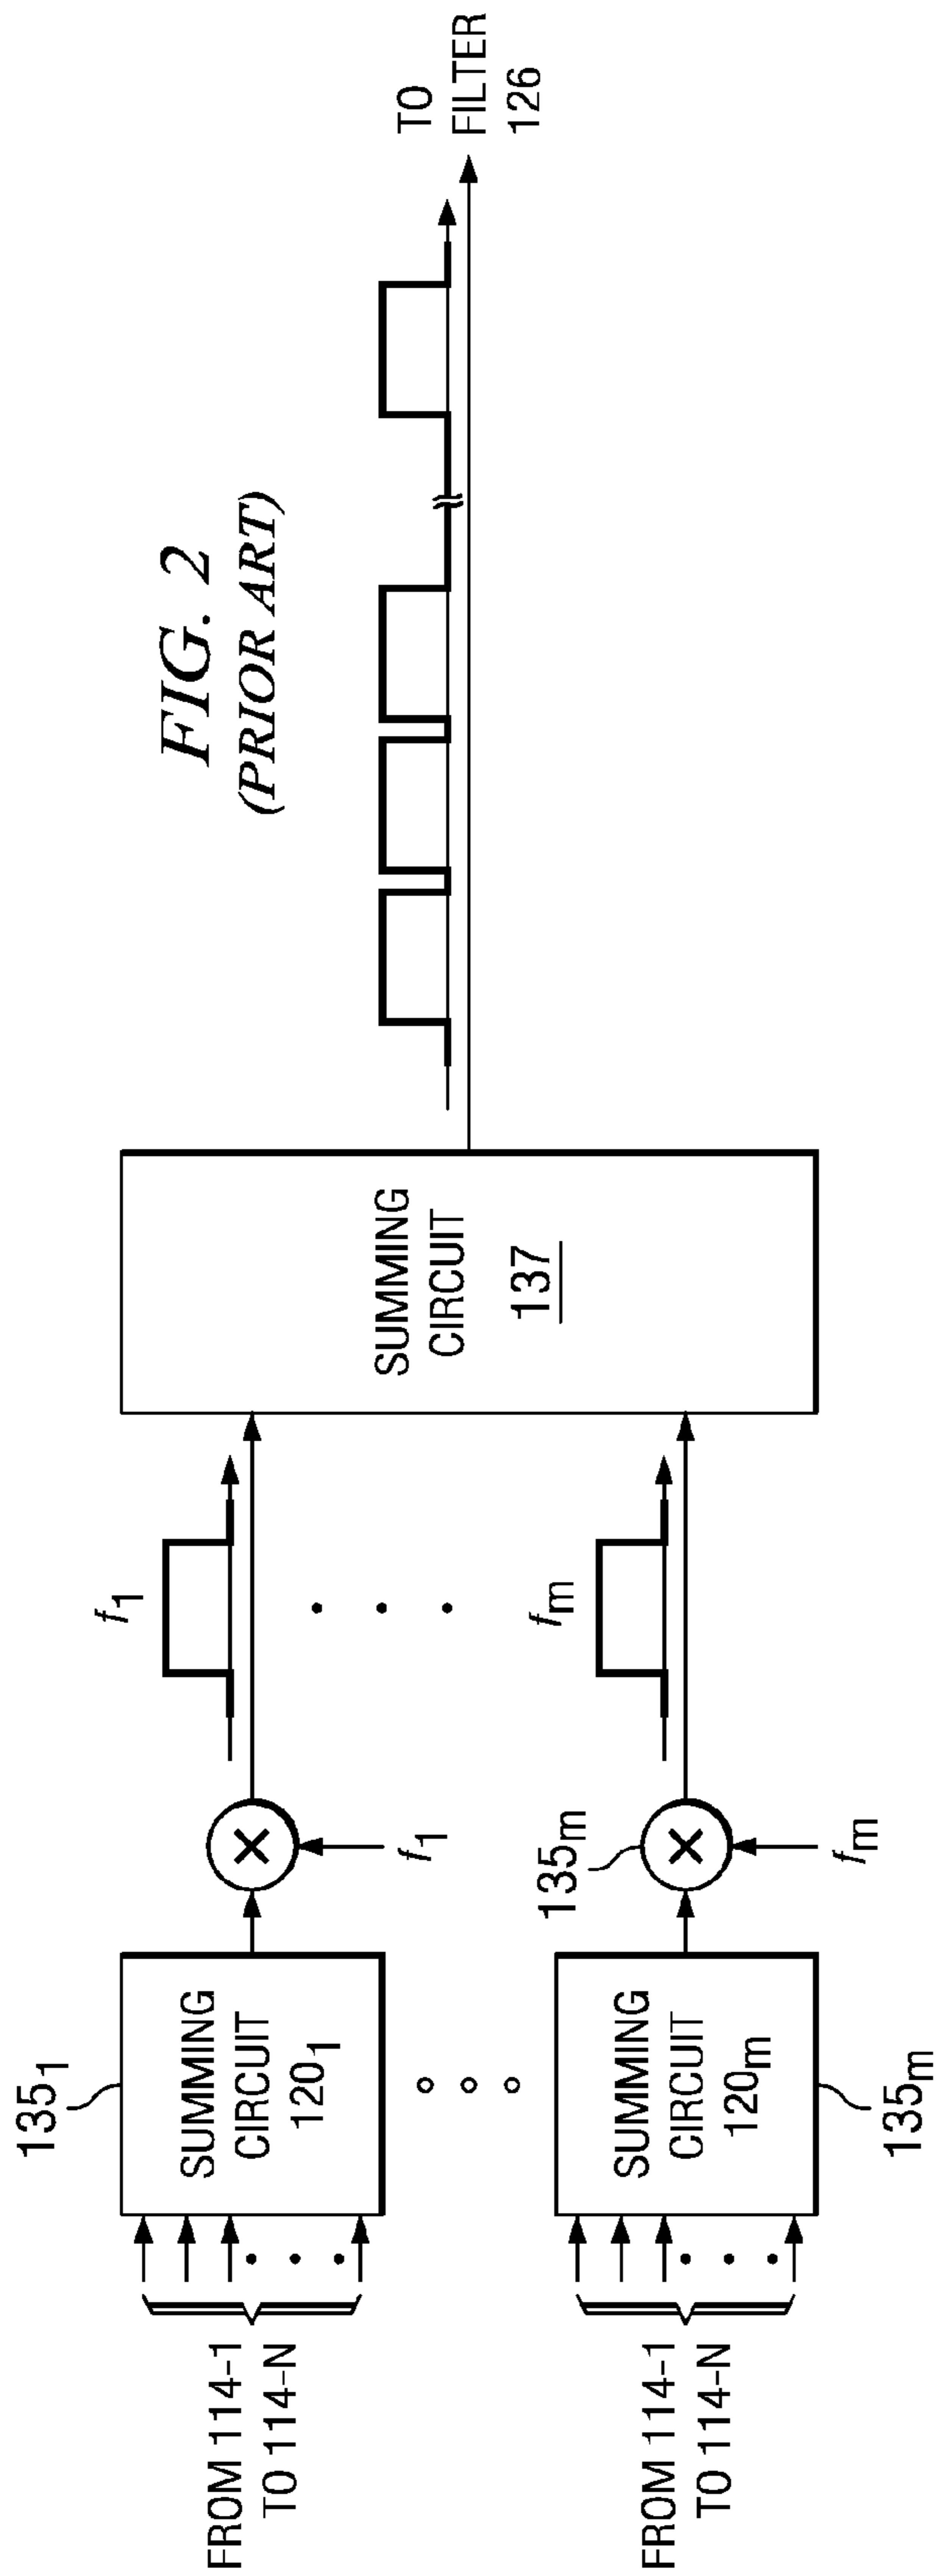 FIG. 2
(PRIOR ART)
135₁
FROM 114-1
TO 114-N
SUMMING
CIRCUIT
120₁
f₁
f₁
FROM 114-1
TO 114-N
SUMMING
CIRCUIT
120ₘ
135ₘ
135ₘ
fₘ
fₘ
SUMMING
CIRCUIT
137
TO
FILTER
126